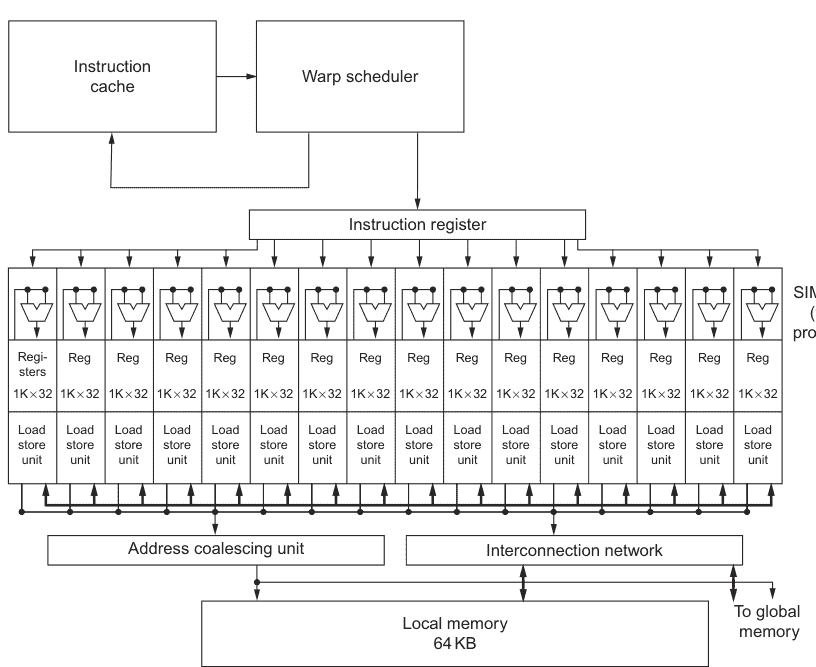 Instruction
cache
Warp scheduler
Instruction register
SIM
(
pro
Regi-
sters
Reg Reg Reg Reg Reg Reg Reg Reg Reg Reg Reg Reg Reg Reg Reg
1K×32 1K×32 1K×32 1K×32 1K×32 1K×32 1K×32 1K×32 1K×32 1K×32 1K×32 1K×32 1K×32 1K×32 1K×32 1K×32
Load Load Load Load Load Load Load Load Load Load Load Load Load Load Load Load
store store store store store store store store store store store store store store store store
unit unit unit unit unit unit unit unit unit unit unit unit unit unit unit unit
Address coalescing unit
Interconnection network
Local memory
64 KB
To global
memory